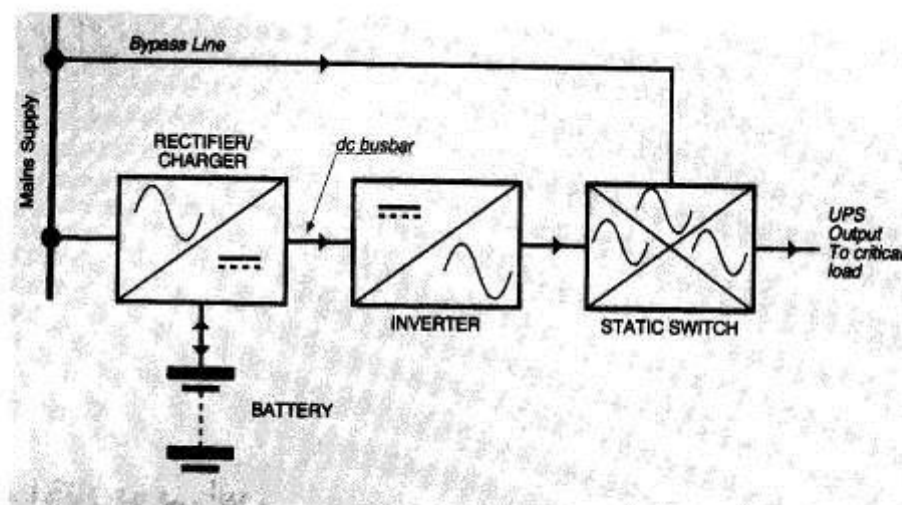 Bypass Line
Mains Supply
RECTIFIER/
CHARGER
dc busbar
UPS
Output
To critical
load
INVERTER
STATIC SWITCH
BATTERY